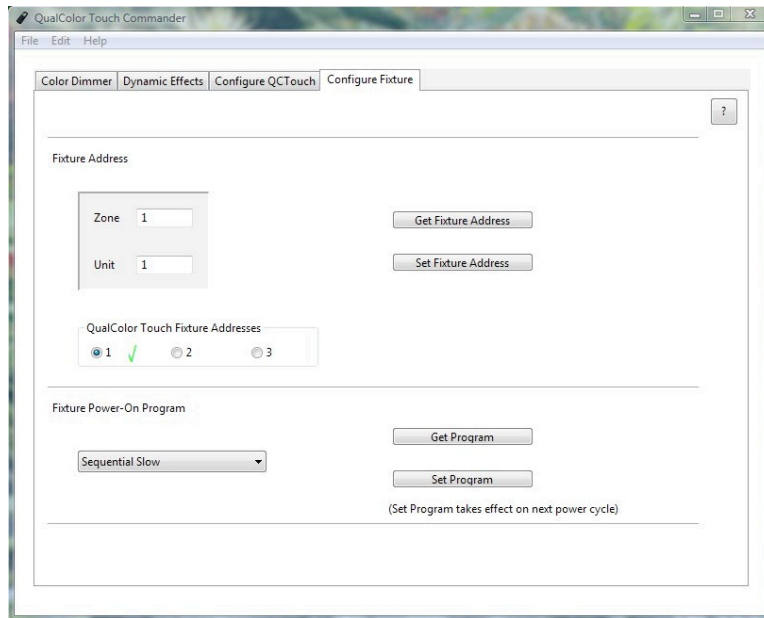 QualColor Touch Commander
File Edit Help
Color Dimmer Dynamic Effects Configure QCTouch Configure Fixture
?
Fixture Address
Zone 1
Get Fixture Address
Unit 1
Set Fixture Address
QualColor Touch Fixture Addresses
1 2 3
Fixture Power-On Program
Get Program
Sequential Slow
Set Program
(Set Program takes effect on next power cycle)